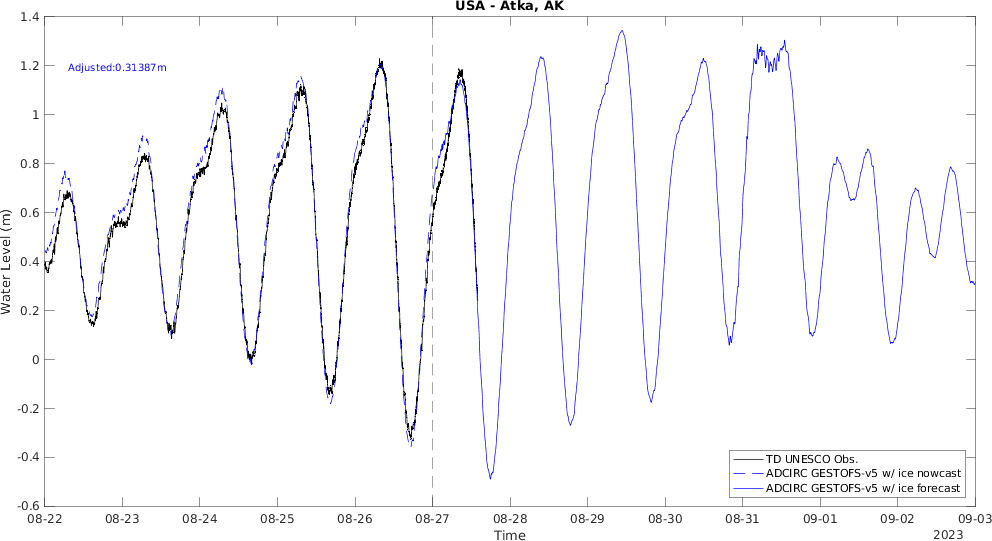 USA - Atka, AK
1.4
1.2
1
0.8
0.6
0.4
0.2
0
-0.2
-0.4
-0.6
Water Level (m)
Adjusted:0.31387m
TD UNESCO Obs.
ADCIRC GESTOFS-v5 w/ ice nowcast
ADCIRC GESTOFS-v5 w/ ice forecast
08-22 08-23 08-24 08-25 08-26 08-27 08-28 08-29 08-30 08-31 09-01 09-02 09-03
Time
2023